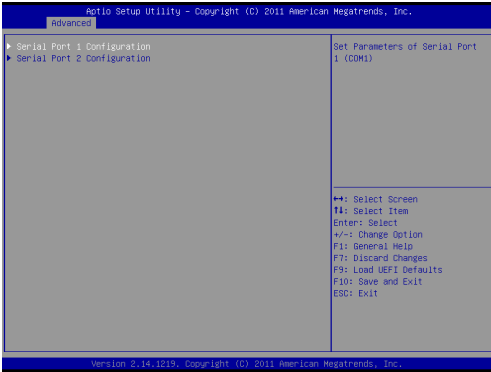 Aptio Setup Utility – Copyright (C) 2011 American Megatrends, Inc.
Advanced
Serial Port 1 Configuration
Serial Port 2 Configuration
Set Parameters of Serial Port
1 (COM1)
→←: Select Screen
↑↓: Select Item
Enter: Select
+/-: Change Option
F1: General Help
F7: Discard Changes
F9: Load UEFI Defaults
F10: Save and Exit
ESC: Exit
Version 2.14.1219. Copyright (C) 2011 American Megatrends, Inc.